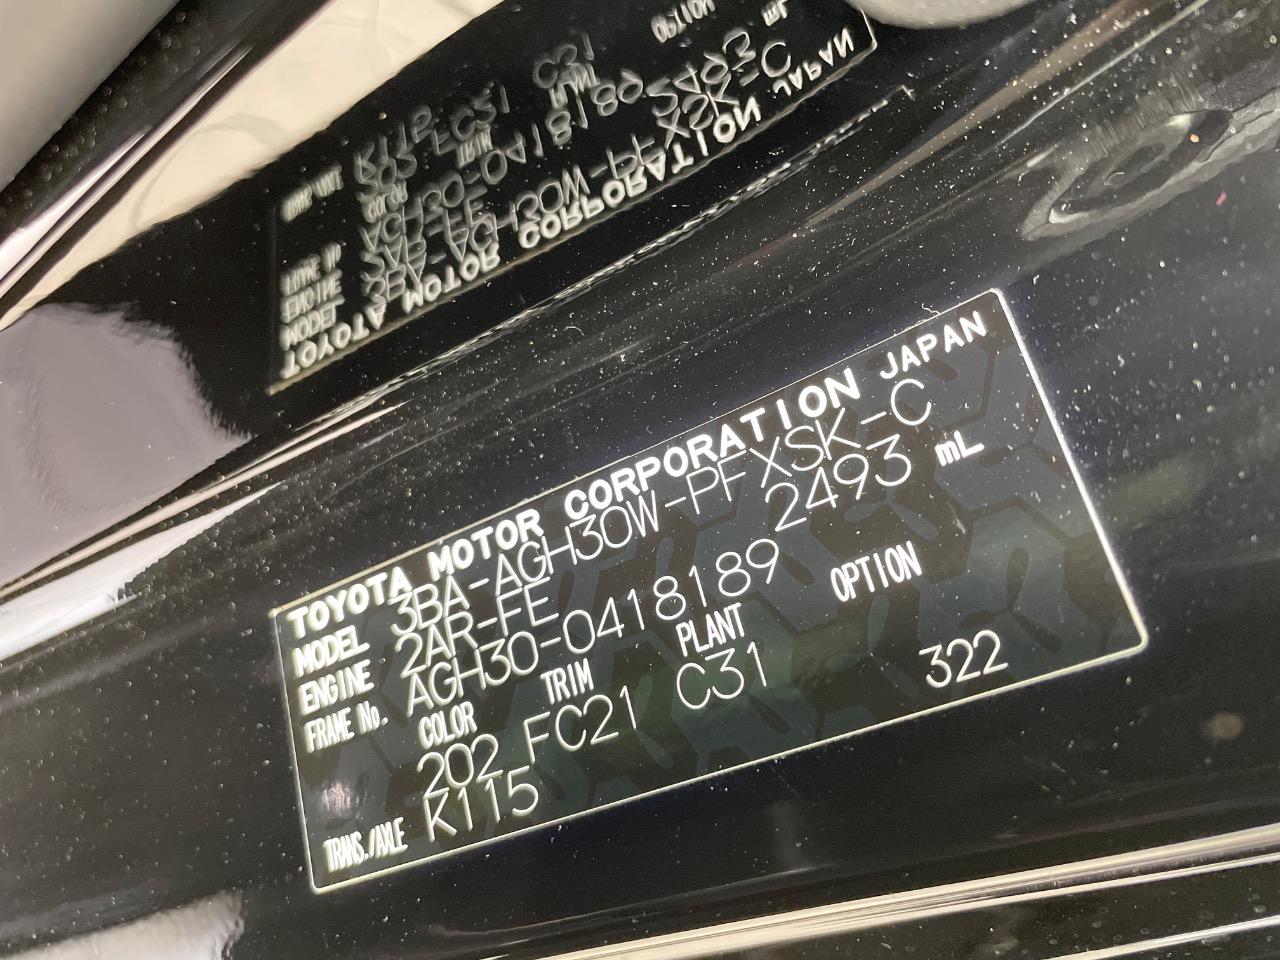 TOYOTA MOTOR CORPORATION JAPAN
MODEL 3BA-AGH30W-PFXSK-C
ENGINE 2AR-FE 2493 mL
FRAME No. AGH30-0418189
COLOR TRIM PLANT OPTION
202 FC21 C31 322
TRANS./AXLE K115